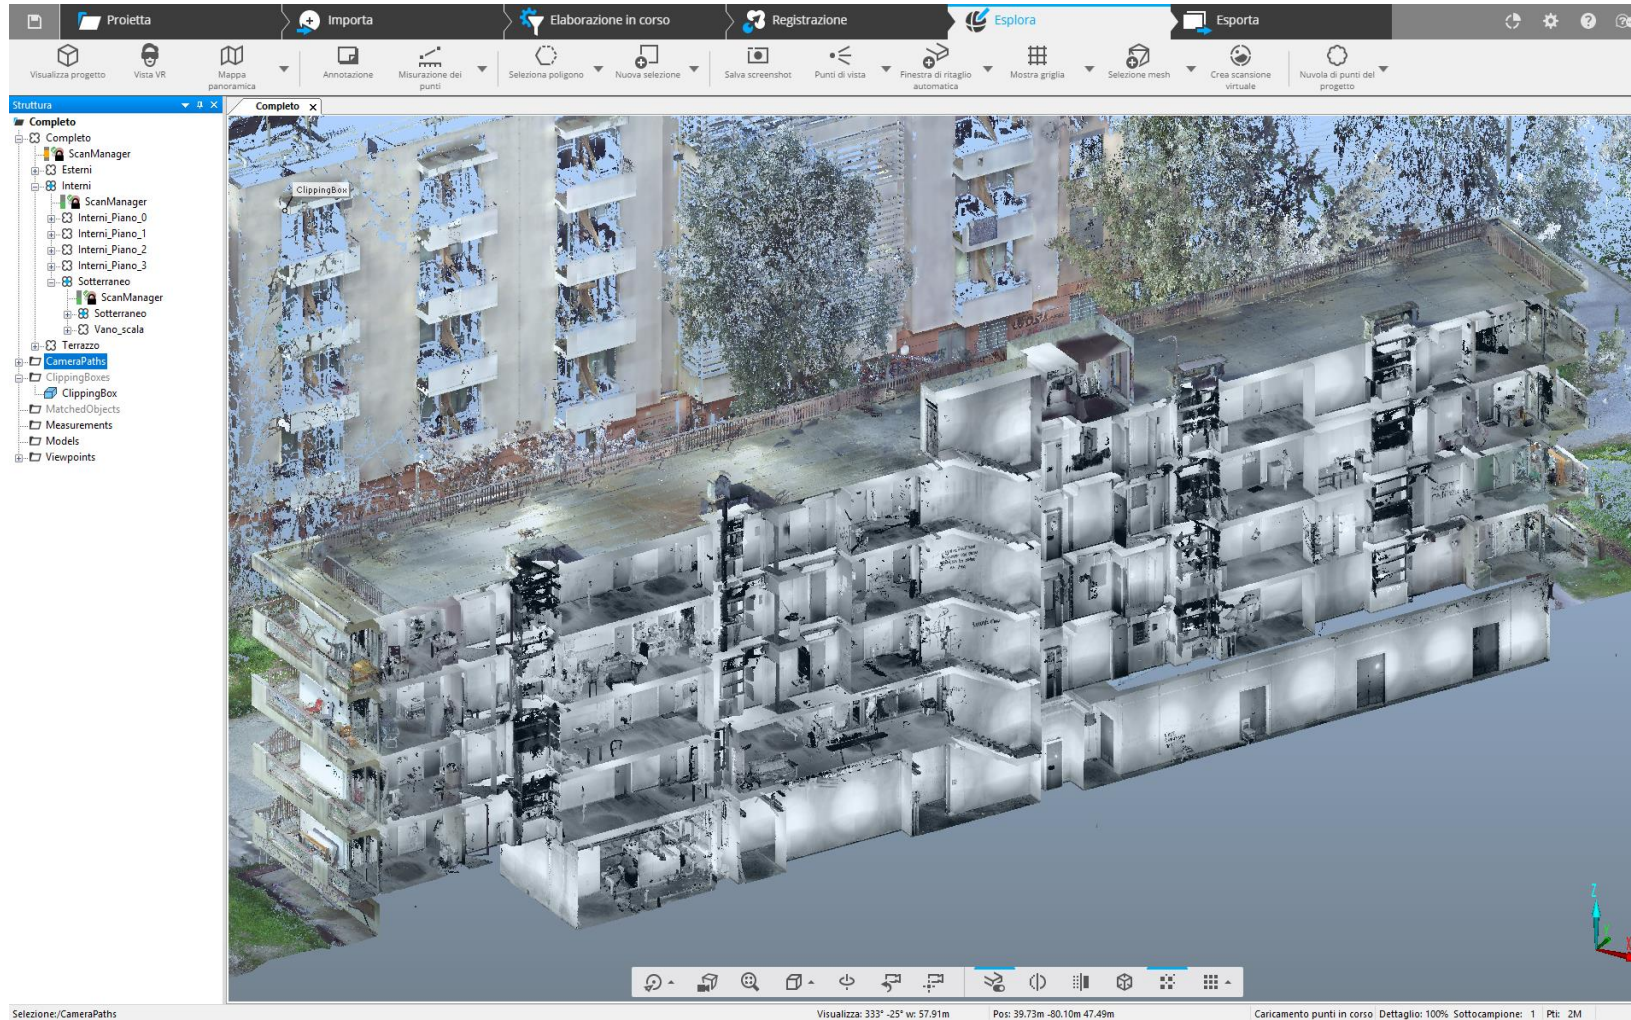 Proietta
Importa
Elaborazione in corso
Registrazione
Esplora
Esporta
Visualizza progetto
Vista VR
Mappa
panoramica
Annotazione
Misurazione dei
punti
Seleziona poligono
Nuova selezione
Salva screenshot
Punti di vista
Finestra di ritaglio
automatica
Mostra griglia
Selezione mesh
Crea scansione
virtuale
Nuvola di punti del
progetto
Struttura
Completo
Completo
Completo
ScanManager
Esterni
Interni
ScanManager
Interni_Piano_0
Interni_Piano_1
Interni_Piano_2
Interni_Piano_3
Sotterraneo
ScanManager
Sotterraneo
Vano_scala
Terrazzo
CameraPaths
ClippingBoxes
ClippingBox
MatchedObjects
Measurements
Models
Viewpoints
ClippingBox
Z
Selezione:/CameraPaths
Visualizza: 333° -25° w: 57.91m
Pos: 39.73m -80.10m 47.49m
Caricamento punti in corso
Dettaglio: 100%
Sottocampione: 1
Pti: 2M